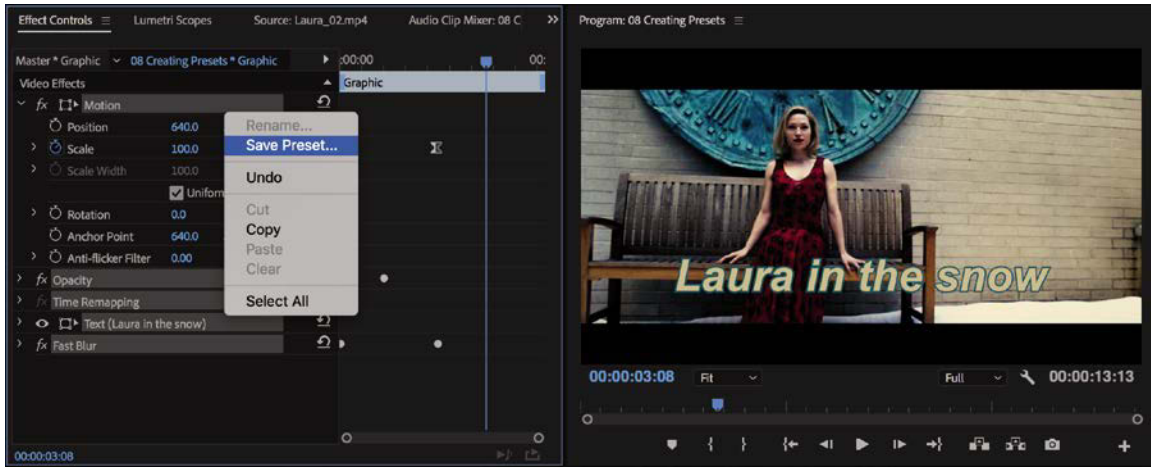 Effect Controls
Lumetri Scopes
Source: Laura_02.mp4
Audio Clip Mixer: 08 C
Program: 08 Creating Presets
Master * Graphic
08 Creating Presets * Graphic
:00:00
00:
Video Effects
Graphic
fx Motion
Position 640.0
Scale 100.0
Scale Width 100.0
Uniform
Rotation 0.0
Anchor Point 640.0
Anti-flicker Filter 0.00
fx Opacity
fx Time Remapping
Text (Laura in the snow)
fx Fast Blur
Rename...
Save Preset...
Undo
Cut
Copy
Paste
Clear
Select All
00:00:03:08
Laura in the snow
00:00:03:08
Fit
Full
00:00:13:13